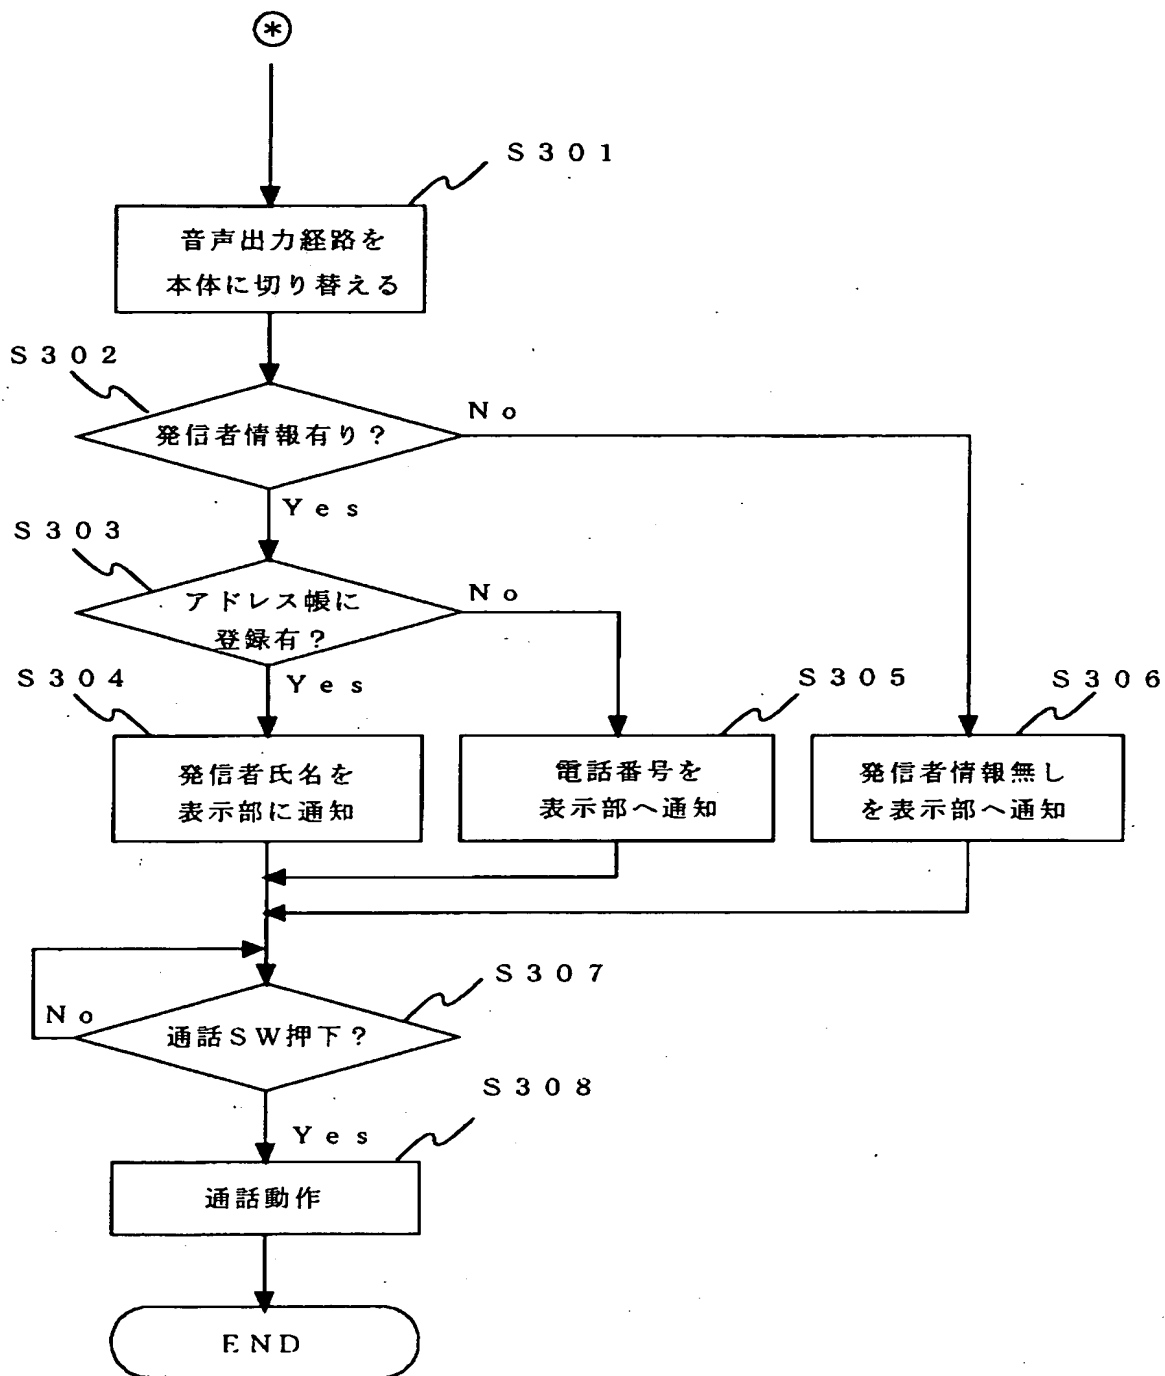 *
S301
音声出力経路を
本体に切り替える
S302
発信者情報有り?
No
Yes
S303
アドレス帳に
登録有?
No
Yes
S304
発信者氏名を
表示部に通知
S305
電話番号を
表示部へ通知
S306
発信者情報無し
を表示部へ通知
S307
通話SW押下?
No
Yes
S308
通話動作
END